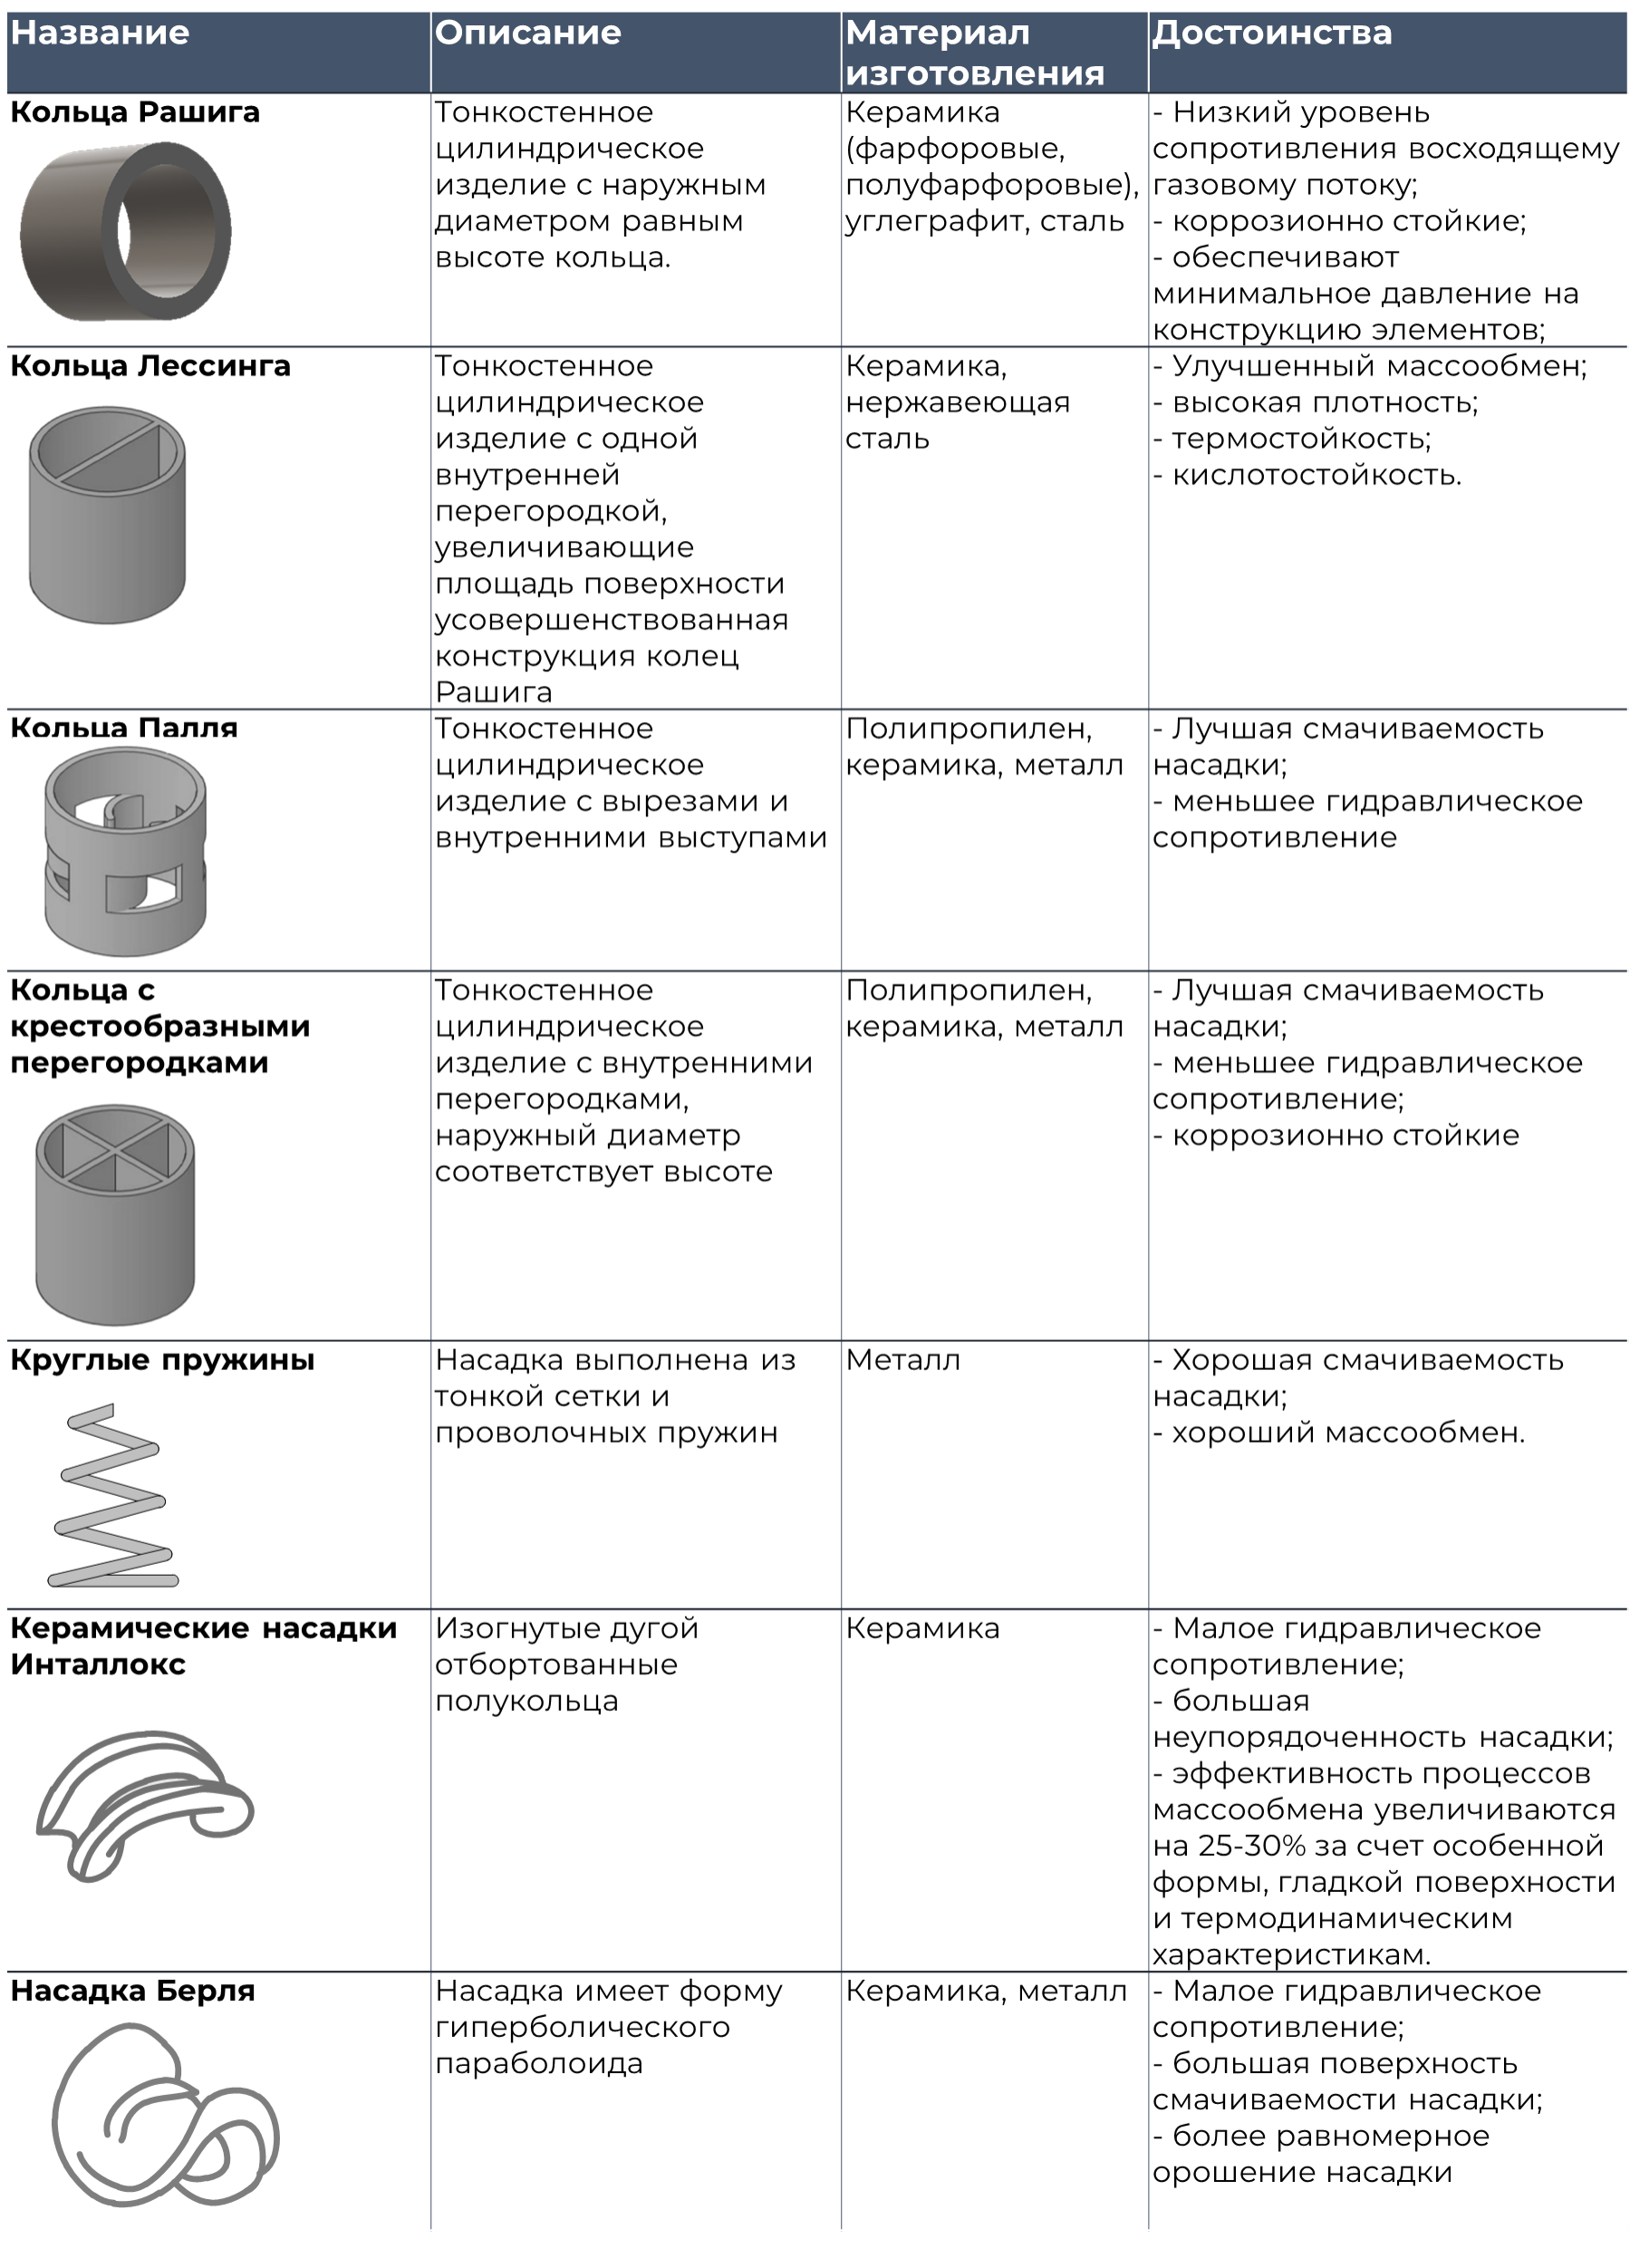 Название
Описание
Материал
изготовления
Достоинства
Кольца Рашига
Тонкостенное
цилиндрическое
изделие с наружным
диаметром равным
высоте кольца.
Керамика
(фарфоровые,
полуфарфоровые),
углеграфит, сталь
- Низкий уровень
сопротивления восходящему
газовому потоку;
- коррозионно стойкие;
- обеспечивают
минимальное давление на
конструкцию элементов;
Кольца Лессинга
Тонкостенное
цилиндрическое
изделие с одной
внутренней
перегородкой,
увеличивающие
площадь поверхности
усовершенствованная
конструкция колец
Рашига
Керамика,
нержавеющая
сталь
- Улучшенный массообмен;
- высокая плотность;
- термостойкость;
- кислотостойкость.
Кольца Палля
Тонкостенное
цилиндрическое
изделие с вырезами и
внутренними выступами
Полипропилен,
керамика, металл
- Лучшая смачиваемость
насадки;
- меньшее гидравлическое
сопротивление
Кольца с
крестообразными
перегородками
Тонкостенное
цилиндрическое
изделие с внутренними
перегородками,
наружный диаметр
соответствует высоте
Полипропилен,
керамика, металл
- Лучшая смачиваемость
насадки;
- меньшее гидравлическое
сопротивление;
- коррозионно стойкие
Круглые пружины
Насадка выполнена из
тонкой сетки и
проволочных пружин
Металл
- Хорошая смачиваемость
насадки;
- хороший массообмен.
Керамические насадки
Инталлокс
Изогнутые дугой
отбортованные
полукольца
Керамика
- Малое гидравлическое
сопротивление;
- большая
неупорядоченность насадки;
- эффективность процессов
массообмена увеличиваются
на 25-30% за счет особенной
формы, гладкой поверхности
и термодинамическим
характеристикам.
Насадка Берля
Насадка имеет форму
гиперболического
параболоида
Керамика, металл
- Малое гидравлическое
сопротивление;
- большая поверхность
смачиваемости насадки;
- более равномерное
орошение насадки